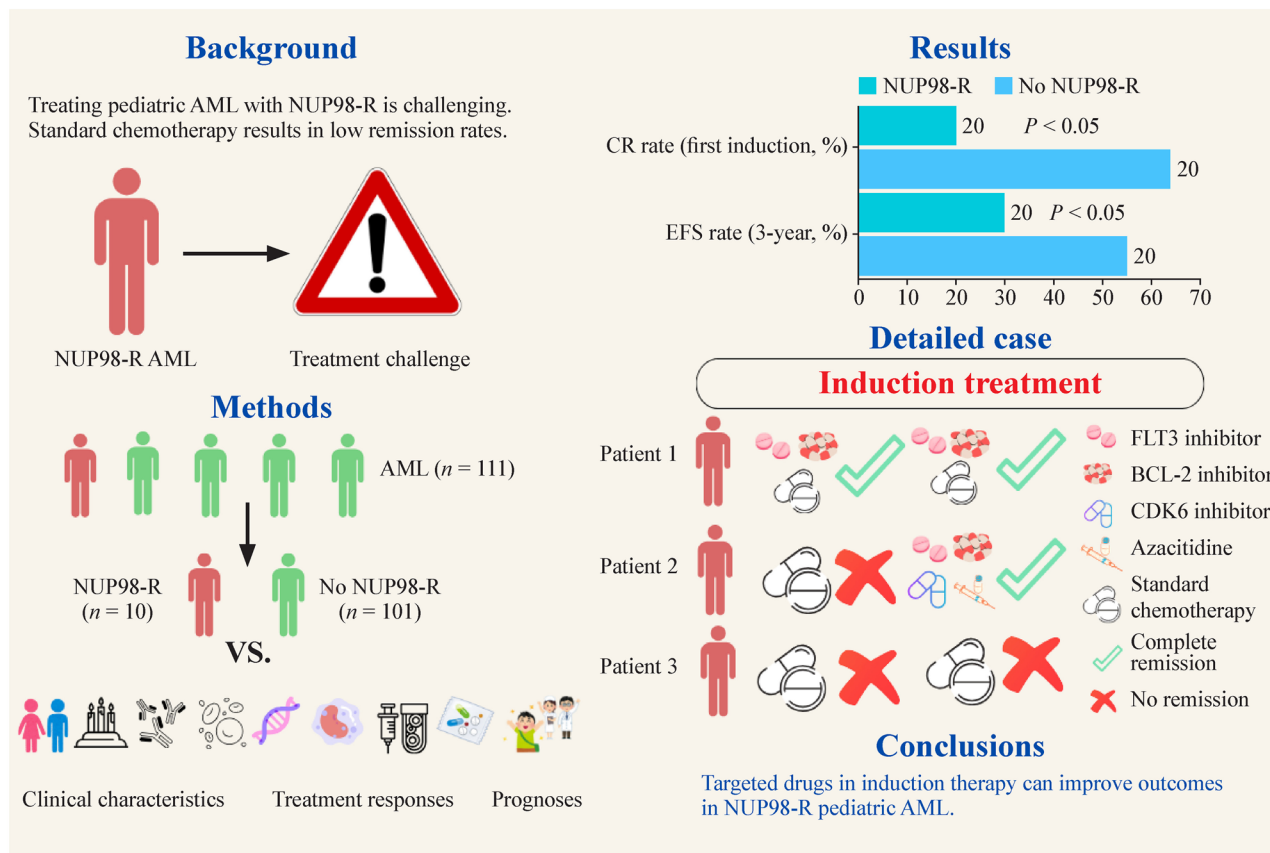 Background
Treating pediatric AML with NUP98-R is challenging.
Standard chemotherapy results in low remission rates.
NUP98-R AML
Treatment challenge
Methods
AML (n = 111)
NUP98-R
(n = 10)
No NUP98-R
(n = 101)
VS.
Clinical characteristics
Treatment responses
Prognoses
Results
NUP98-R
No NUP98-R
CR rate (first induction, %)
20
P < 0.05
20
EFS rate (3-year, %)
20
P < 0.05
20
0 10 20 30 40 50 60 70
Detailed case
Induction treatment
Patient 1
Patient 2
Patient 3
FLT3 inhibitor
BCL-2 inhibitor
CDK6 inhibitor
Azacitidine
Standard
chemotherapy
Complete
remission
No remission
Conclusions
Targeted drugs in induction therapy can improve outcomes
in NUP98-R pediatric AML.